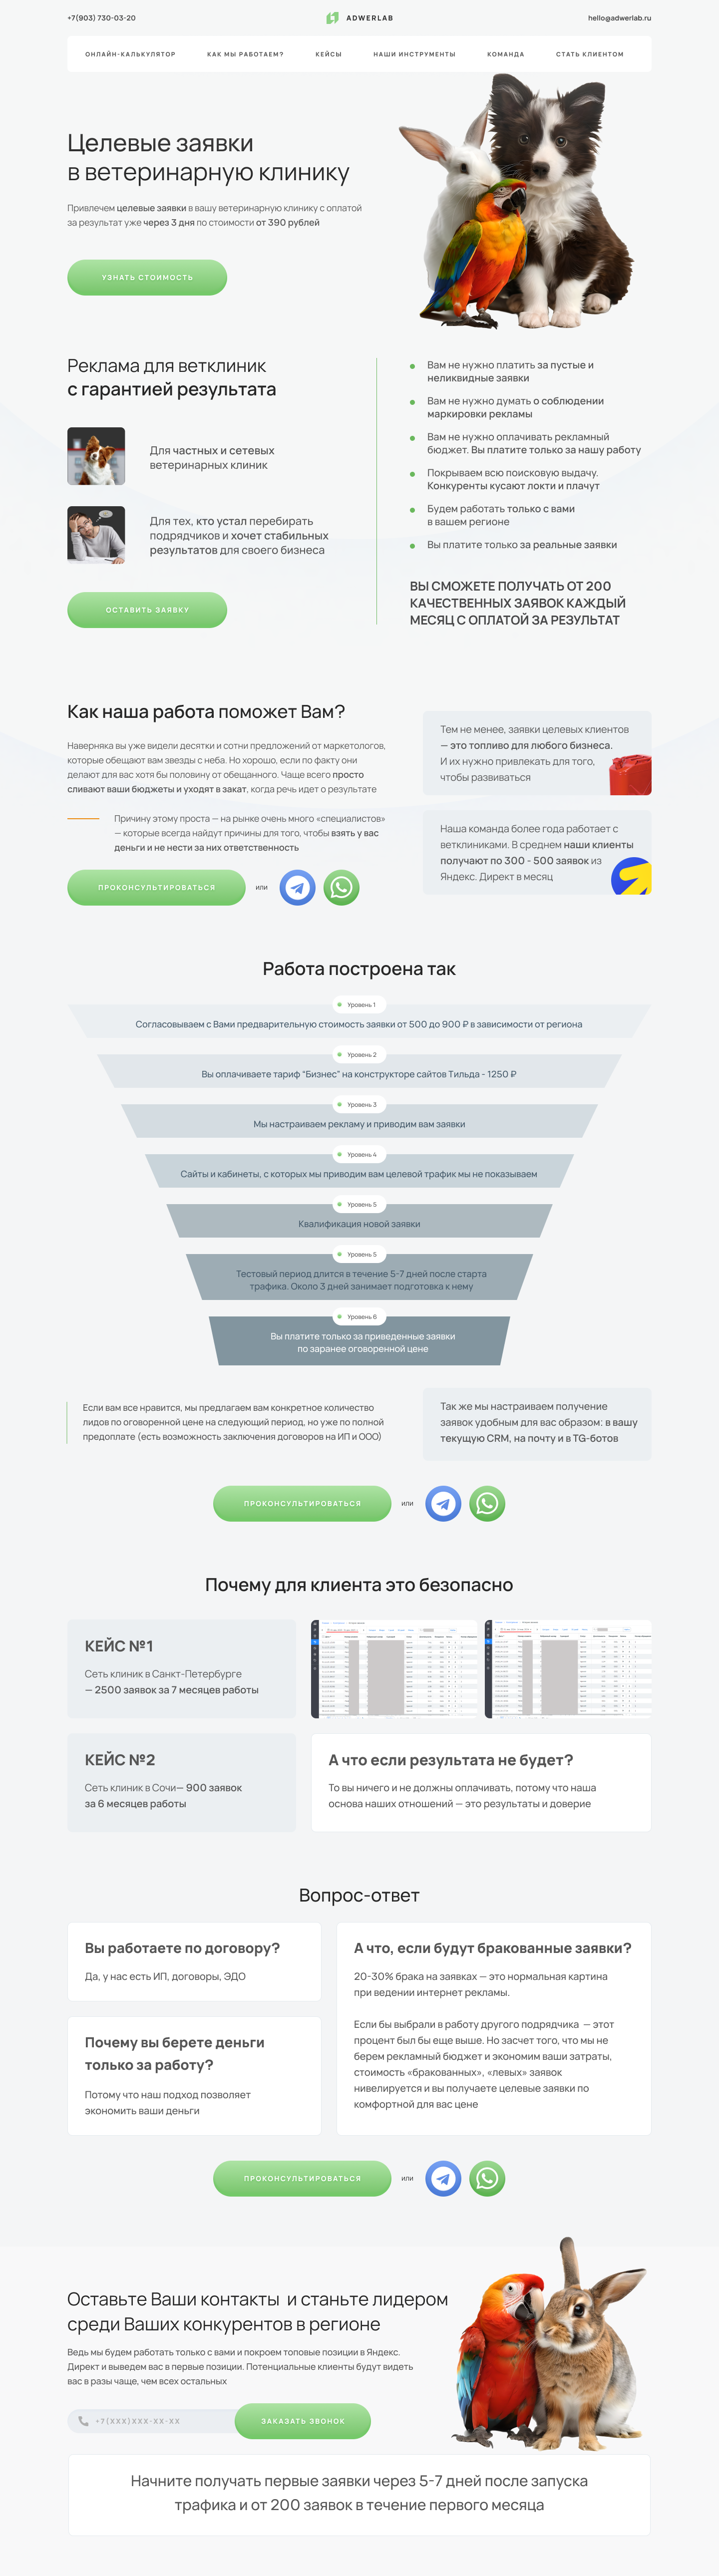 +7(903) 730-03-20
ADWERLAB
hello@adwerlab.ru
ОНЛАЙН-КАЛЬКУЛЯТОР
КАК МЫ РАБОТАЕМ?
КЕЙСЫ
НАШИ ИНСТРУМЕНТЫ
КОМАНДА
СТАТЬ КЛИЕНТОМ
Целевые заявки
в ветеринарную клинику
Привлечем целевые заявки в вашу ветеринарную клинику с оплатой
за результат уже через 3 дня по стоимости от 390 рублей
УЗНАТЬ СТОИМОСТЬ
Реклама для ветклиник
с гарантией результата
Для частных и сетевых
ветеринарных клиник
Для тех, кто устал перебирать
подрядчиков и хочет стабильных
результатов для своего бизнеса
ОСТАВИТЬ ЗАЯВКУ
Вам не нужно платить за пустые и
неликвидные заявки
Вам не нужно думать о соблюдении
маркировки рекламы
Вам не нужно оплачивать рекламный
бюджет. Вы платите только за нашу работу
Покрываем всю поисковую выдачу.
Конкуренты кусают локти и плачут
Будем работать только с вами
в вашем регионе
Вы платите только за реальные заявки
ВЫ СМОЖЕТЕ ПОЛУЧАТЬ ОТ 200
КАЧЕСТВЕННЫХ ЗАЯВОК КАЖДЫЙ
МЕСЯЦ С ОПЛАТОЙ ЗА РЕЗУЛЬТАТ
Как наша работа поможет Вам?
Наверняка вы уже видели десятки и сотни предложений от маркетологов,
которые обещают вам звезды с неба. Но хорошо, если по факту они
делают для вас хотя бы половину от обещанного. Чаще всего просто
сливают ваши бюджеты и уходят в закат, когда речь идет о результате
Причину этому проста — на рынке очень много «специалистов»
— которые всегда найдут причины для того, чтобы взять у вас
деньги и не нести за них ответственность
ПРОКОНСУЛЬТИРОВАТЬСЯ
или
Тем не менее, заявки целевых клиентов
— это топливо для любого бизнеса.
И их нужно привлекать для того,
чтобы развиваться
Наша команда более года работает с
ветклиниками. В среднем наши клиенты
получают по 300 - 500 заявок из
Яндекс. Директ в месяц
Работа построена так
Уровень 1
Согласовываем с Вами предварительную стоимость заявки от 500 до 900 ₽ в зависимости от региона
Уровень 2
Вы оплачиваете тариф “Бизнес” на конструкторе сайтов Тильда - 1250 ₽
Уровень 3
Мы настраиваем рекламу и приводим вам заявки
Уровень 4
Сайты и кабинеты, с которых мы приводим вам целевой трафик мы не показываем
Уровень 5
Квалификация новой заявки
Уровень 5
Тестовый период длится в течение 5-7 дней после старта
трафика. Около 3 дней занимает подготовка к нему
Уровень 6
Вы платите только за приведенные заявки
по заранее оговоренной цене
Если вам все нравится, мы предлагаем вам конкретное количество
лидов по оговоренной цене на следующий период, но уже по полной
предоплате (есть возможность заключения договоров на ИП и ООО)
Так же мы настраиваем получение
заявок удобным для вас образом: в вашу
текущую CRM, на почту и в TG-ботов
ПРОКОНСУЛЬТИРОВАТЬСЯ
или
Почему для клиента это безопасно
КЕЙС №1
Сеть клиник в Санкт-Петербурге
— 2500 заявок за 7 месяцев работы
КЕЙС №2
Сеть клиник в Сочи— 900 заявок
за 6 месяцев работы
А что если результата не будет?
То вы ничего и не должны оплачивать, потому что наша
основа наших отношений — это результаты и доверие
Вопрос-ответ
Вы работаете по договору?
Да, у нас есть ИП, договоры, ЭДО
Почему вы берете деньги
только за работу?
Потому что наш подход позволяет
экономить ваши деньги
А что, если будут бракованные заявки?
20-30% брака на заявках — это нормальная картина
при ведении интернет рекламы.
Если бы выбрали в работу другого подрядчика — этот
процент был бы еще выше. Но засчет того, что мы не
берем рекламный бюджет и экономим ваши затраты,
стоимость «бракованных», «левых» заявок
нивелируется и вы получаете целевые заявки по
комфортной для вас цене
ПРОКОНСУЛЬТИРОВАТЬСЯ
или
Оставьте Ваши контакты и станьте лидером
среди Ваших конкурентов в регионе
Ведь мы будем работать только с вами и покроем топовые позиции в Яндекс.
Директ и выведем вас в первые позиции. Потенциальные клиенты будут видеть
вас в разы чаще, чем всех остальных
+7(XXX)XXX-XX-XX
ЗАКАЗАТЬ ЗВОНОК
Начните получать первые заявки через 5-7 дней после запуска
трафика и от 200 заявок в течение первого месяца